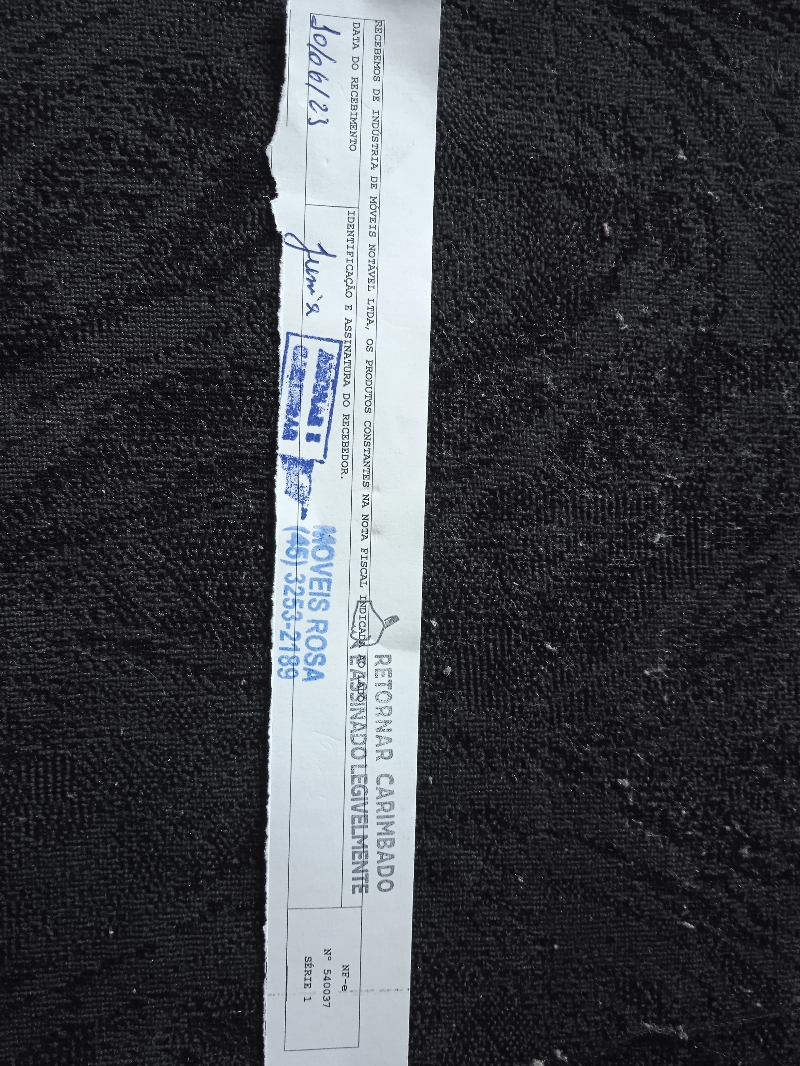 RECEBEMOS DE INDÚSTRIA DE MÓVEIS NOTÁVEL LTDA, OS PRODUTOS CONSTANTES NA NOTA FISCAL INDICADA AO LADO
RETORNAR CARIMBADO
E ASSINADO LEGIVELMENTE
DATA DO RECEBIMENTO
10/06/23
IDENTIFICAÇÃO E ASSINATURA DO RECEBEDOR.
MOVEIS ROSA
(46) 3253-2189
NF-e
Nº 540037
SÉRIE 1